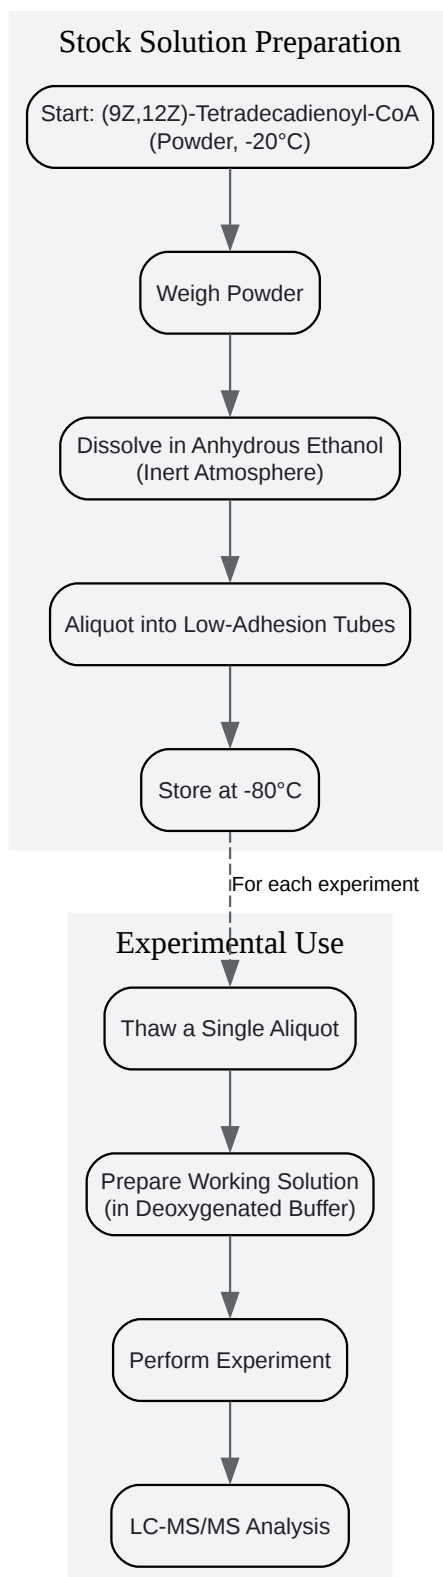 Stock Solution Preparation
Start: (9Z,12Z)-Tetradecadienoyl-CoA
(Powder, -20°C)
Weigh Powder
Dissolve in Anhydrous Ethanol
(Inert Atmosphere)
Aliquot into Low-Adhesion Tubes
Store at -80°C
For each experiment
Experimental Use
Thaw a Single Aliquot
Prepare Working Solution
(in Deoxygenated Buffer)
Perform Experiment
LC-MS/MS Analysis